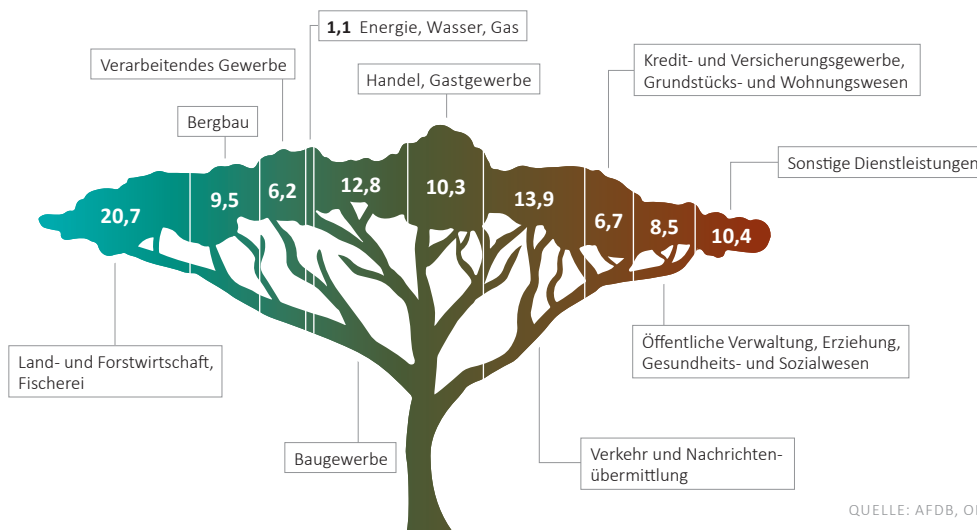 1,1 Energie, Wasser, Gas
Verarbeitendes Gewerbe
Handel, Gastgewerbe
Kredit- und Versicherungsgewerbe,
Grundstücks- und Wohnungswesen
Bergbau
Sonstige Dienstleistungen
20,7
9,5
6,2
12,8
10,3
13,9
6,7
8,5
10,4
Land- und Forstwirtschaft,
Fischerei
Öffentliche Verwaltung, Erziehung,
Gesundheits- und Sozialwesen
Baugewerbe
Verkehr und Nachrichten-
übermittlung
QUELLE: AFDB,